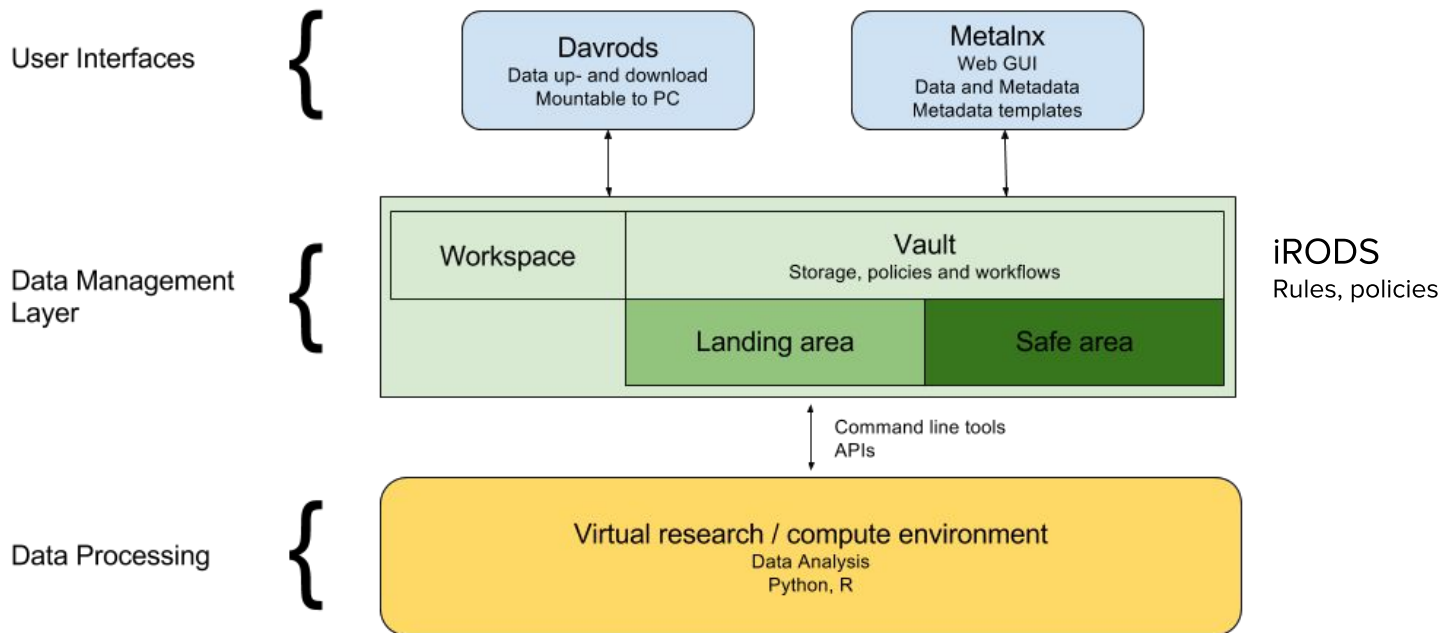 User Interfaces
Davrods
Data up- and download
Mountable to PC
Metalnx
Web GUI
Data and Metadata
Metadata templates
Data Management
Layer
Workspace
Vault
Storage, policies and workflows
Landing area
Safe area
iRODS
Rules, policies
Command line tools
APIs
Data Processing
Virtual research / compute environment
Data Analysis
Python, R